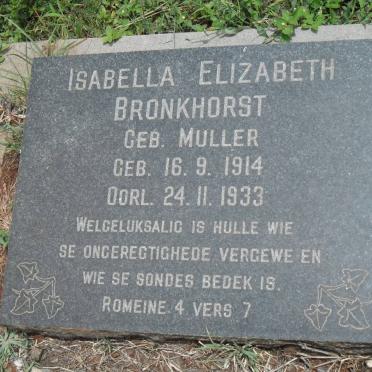 ISABELLA ELIZABETH
BRONKHORST
GEB. MULLER
GEB. 16.9.1914
OORL. 24.11.1933
WELGELUKSALIG IS HULLE WIE
SE ONGEREGTIGHEDE VERGEWE EN
WIE SE SONDES BEDEK IS.
ROMEINE 4 VERS 7